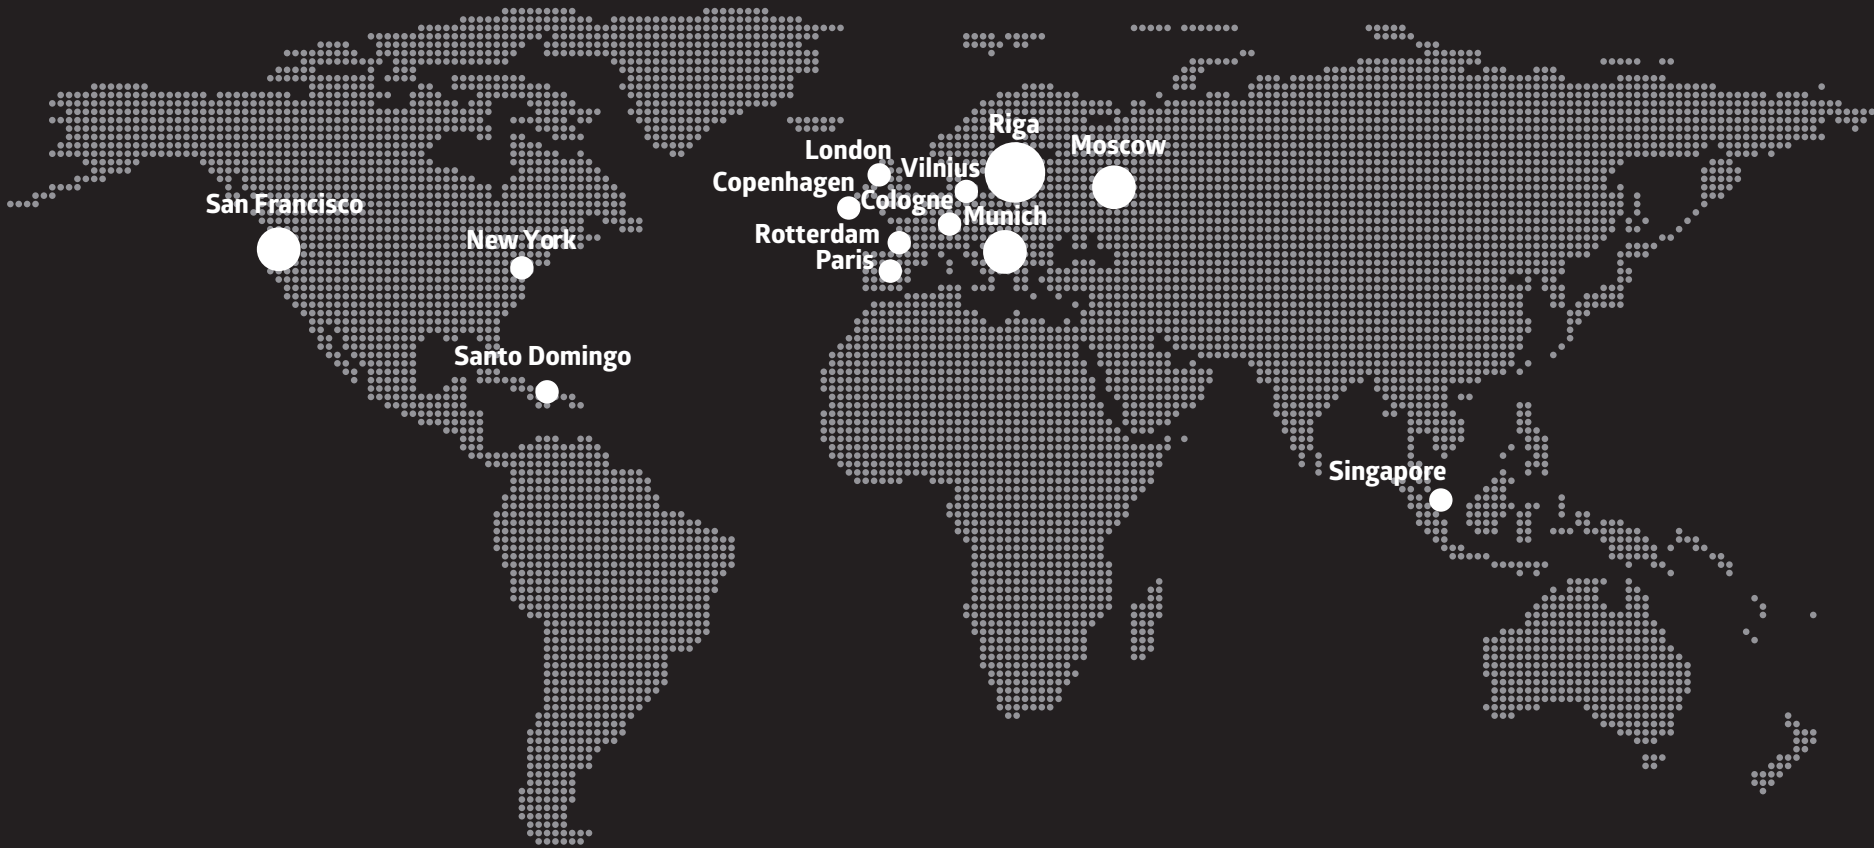 Riga
Moscow
London
Vilnius
Copenhagen
Cologne
San Francisco
Munich
Rotterdam
New York
Paris
Santo Domingo
Singapore